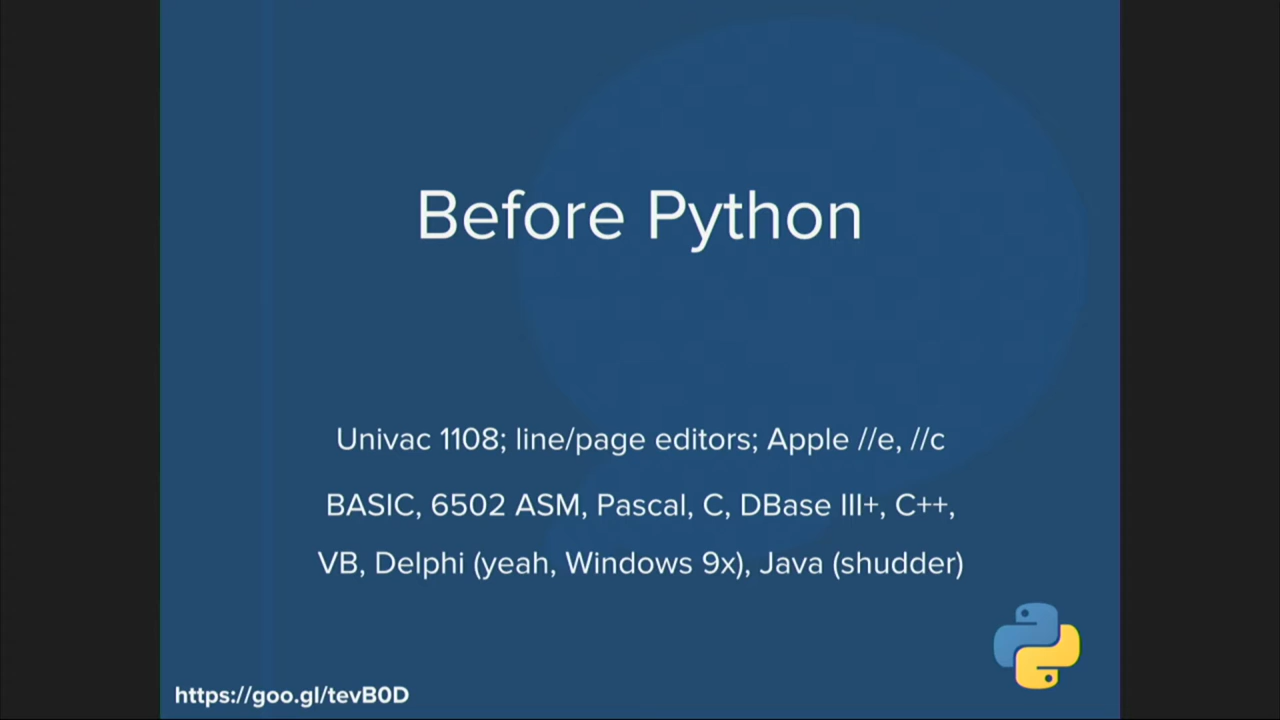 Before Python
Univac 1108; line/page editors; Apple //e, //c
BASIC, 6502 ASM, Pascal, C, DBase III+, C++,
VB, Delphi (yeah, Windows 9x), Java (shudder)
https://goo.gl/tevB0D